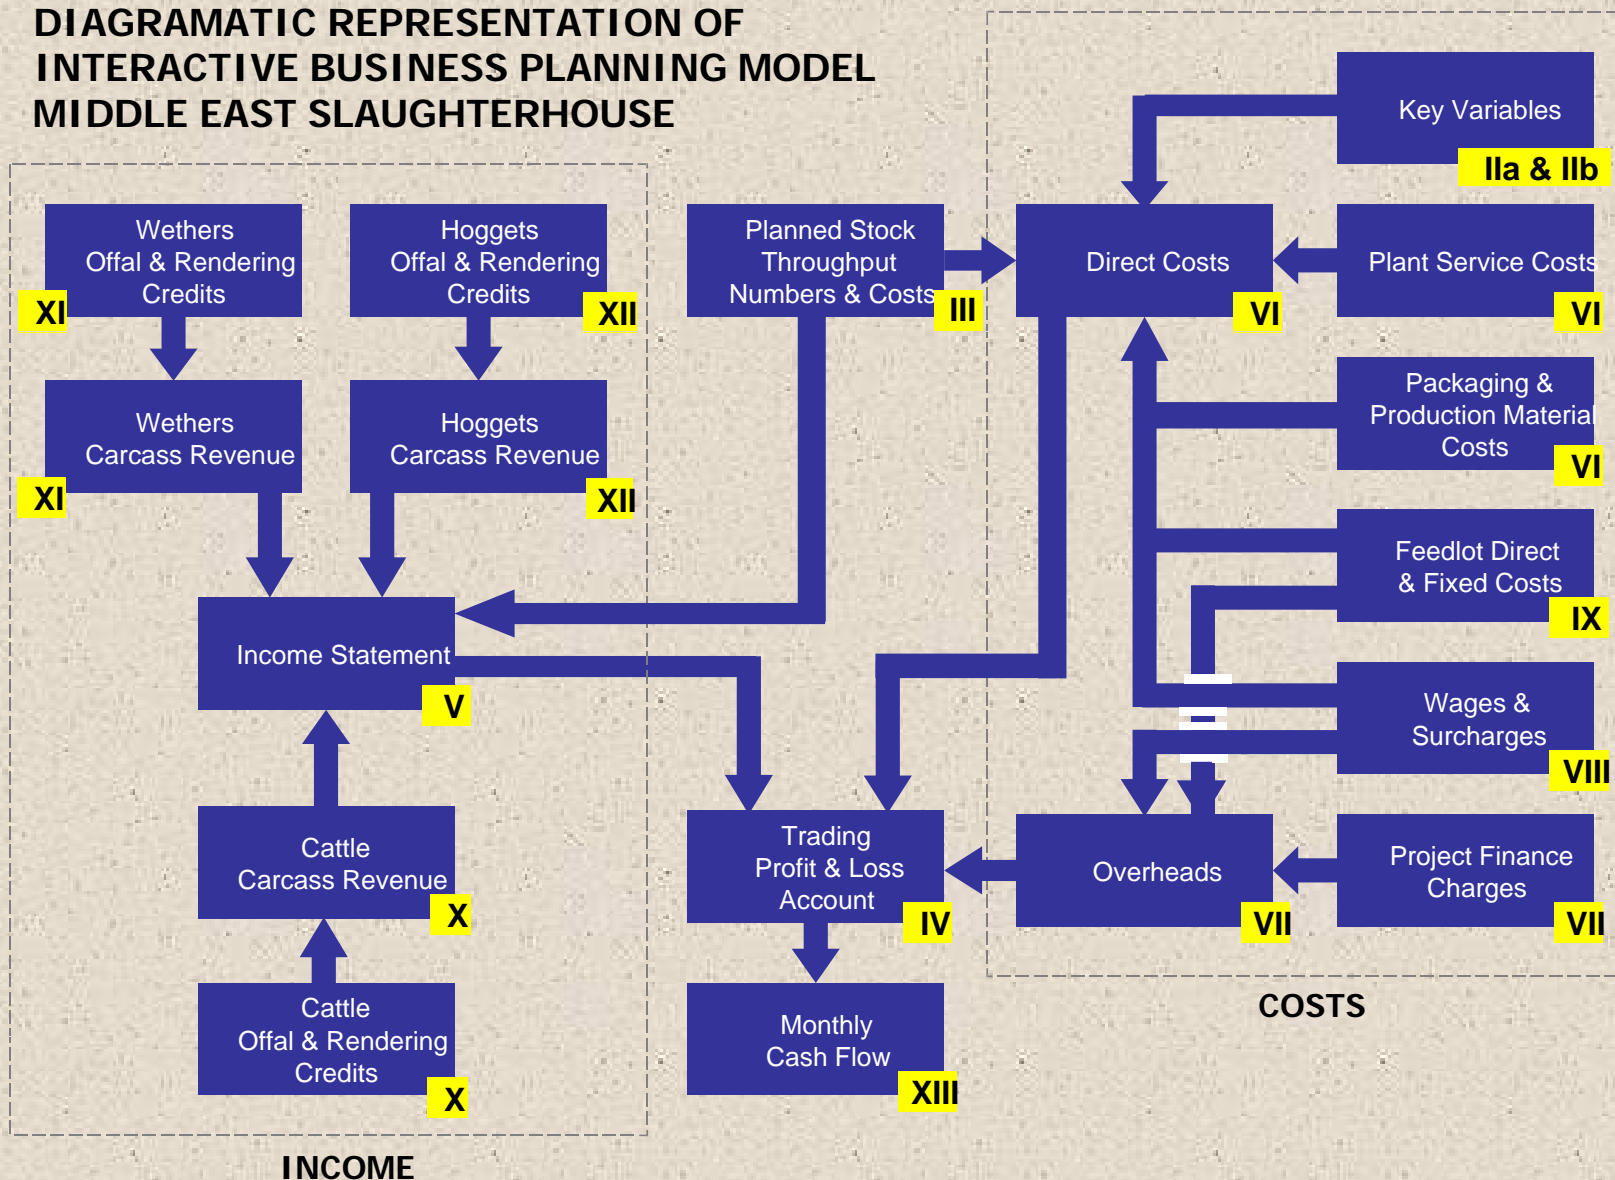 DIAGRAMATIC REPRESENTATION OF
INTERACTIVE BUSINESS PLANNING MODEL
MIDDLE EAST SLAUGHTERHOUSE
Wethers
Offal & Rendering
Credits
XI
Hoggets
Offal & Rendering
Credits
XII
Wethers
Carcass Revenue
XI
Hoggets
Carcass Revenue
XII
Income Statement
V
Cattle
Carcass Revenue
X
Cattle
Offal & Rendering
Credits
X
INCOME
Planned Stock
Throughput
Numbers & Costs
III
Trading
Profit & Loss
Account
IV
Monthly
Cash Flow
XIII
Key Variables
IIa & IIb
Direct Costs
VI
Plant Service Costs
VI
Packaging &
Production Material
Costs
VI
Feedlot Direct
& Fixed Costs
IX
Wages &
Surcharges
VIII
Overheads
VII
Project Finance
Charges
VII
COSTS